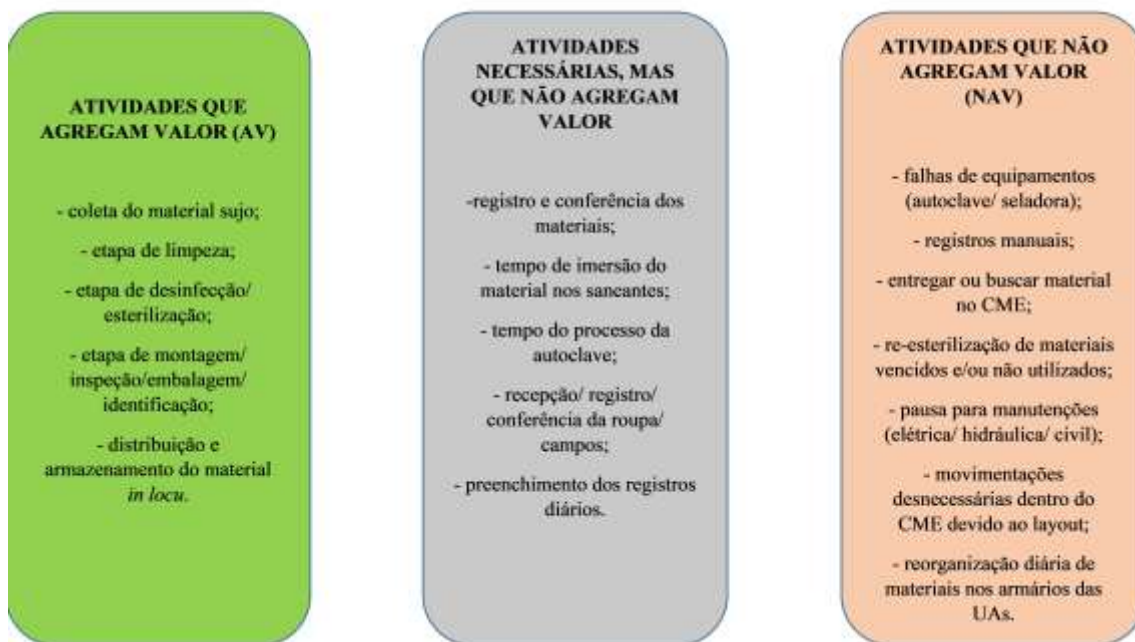 ATIVIDADES QUE
AGREGAM VALOR (AV)
- coleta do material sujo;
- etapa de limpeza;
- etapa de desinfecção/
esterilização;
- etapa de montagem/
inspeção/embalagem/
identificação;
- distribuição e
armazenamento do material
in locu.
ATIVIDADES
NECESSÁRIAS, MAS
QUE NÃO AGREGAM
VALOR
-registro e conferência dos
materiais;
- tempo de imersão do
material nos saneantes;
- tempo do processo da
autoclave;
- recepção/ registro/
conferência da roupa/
campos;
- preenchimento dos registros
diários.
ATIVIDADES QUE NÃO
AGREGAM VALOR
(NAV)
- falhas de equipamentos
(autoclave/ seladora);
- registros manuais;
- entregar ou buscar material
no CME;
- re-esterilização de materiais
vencidos e/ou não utilizados;
- pausa para manutenções
(elétrica/ hidráulica/ civil);
- movimentações
desnecessárias dentro do
CME devido ao layout;
- reorganização diária de
materiais nos armários das
UAs.